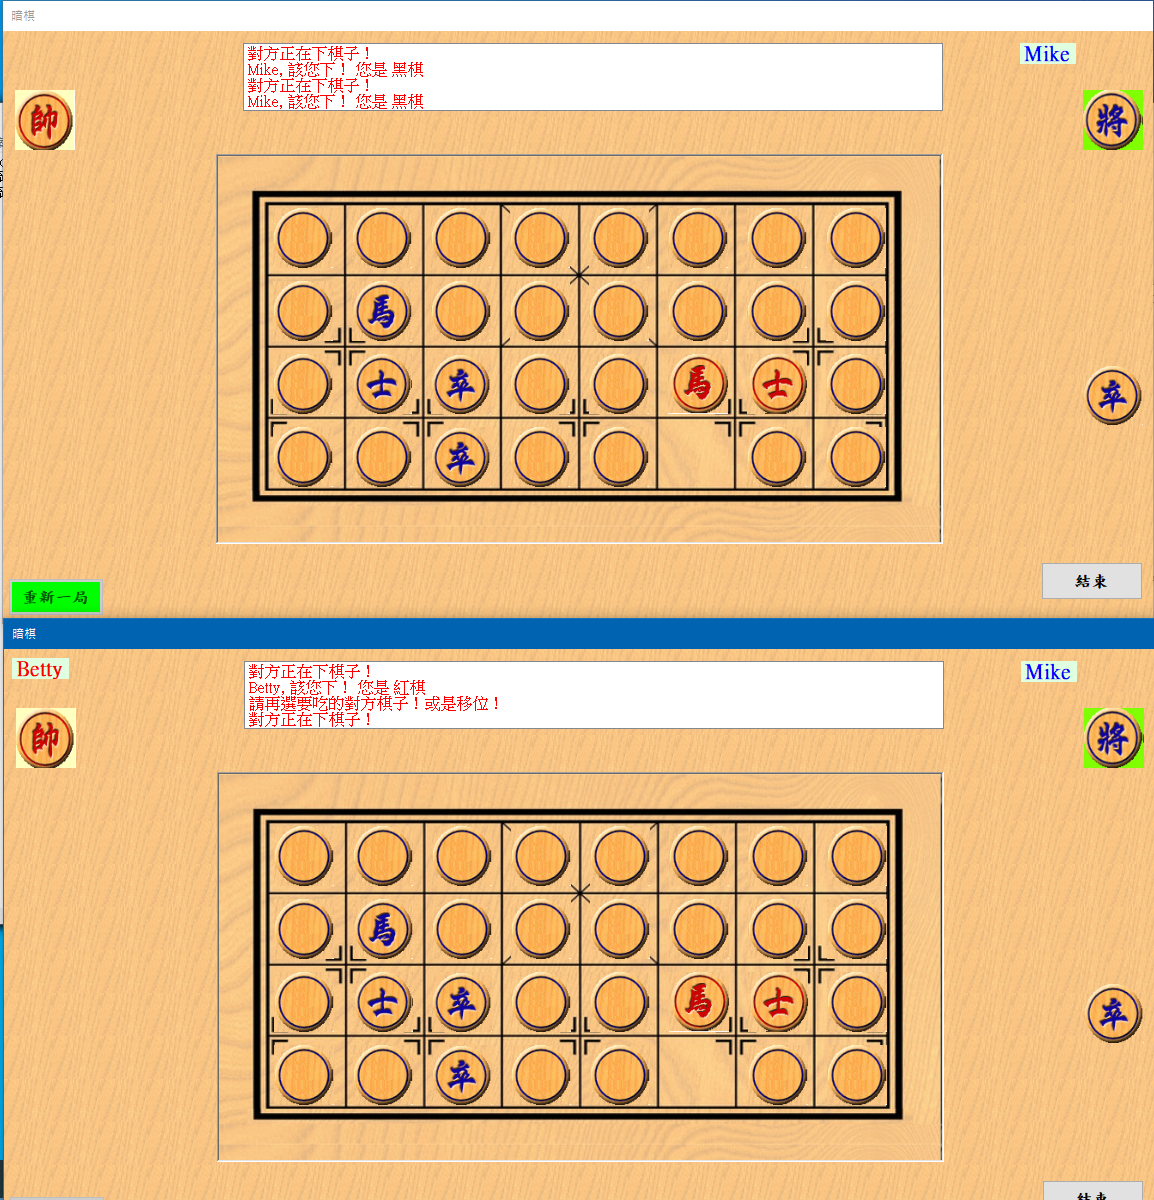 暗棋
對方正在下棋子！
Mike, 該您下！ 您是 黑棋
對方正在下棋子！
Mike, 該您下！ 您是 黑棋
Mike
帥
將
馬
士 卒 馬 士
卒
卒
重新一局
結束
暗棋
Betty
對方正在下棋子！
Betty, 該您下！ 您是 紅棋
請再選要吃的對方棋子！或是移位！
對方正在下棋子！
Mike
帥
將
馬
士 卒 馬 士
卒
卒
結束